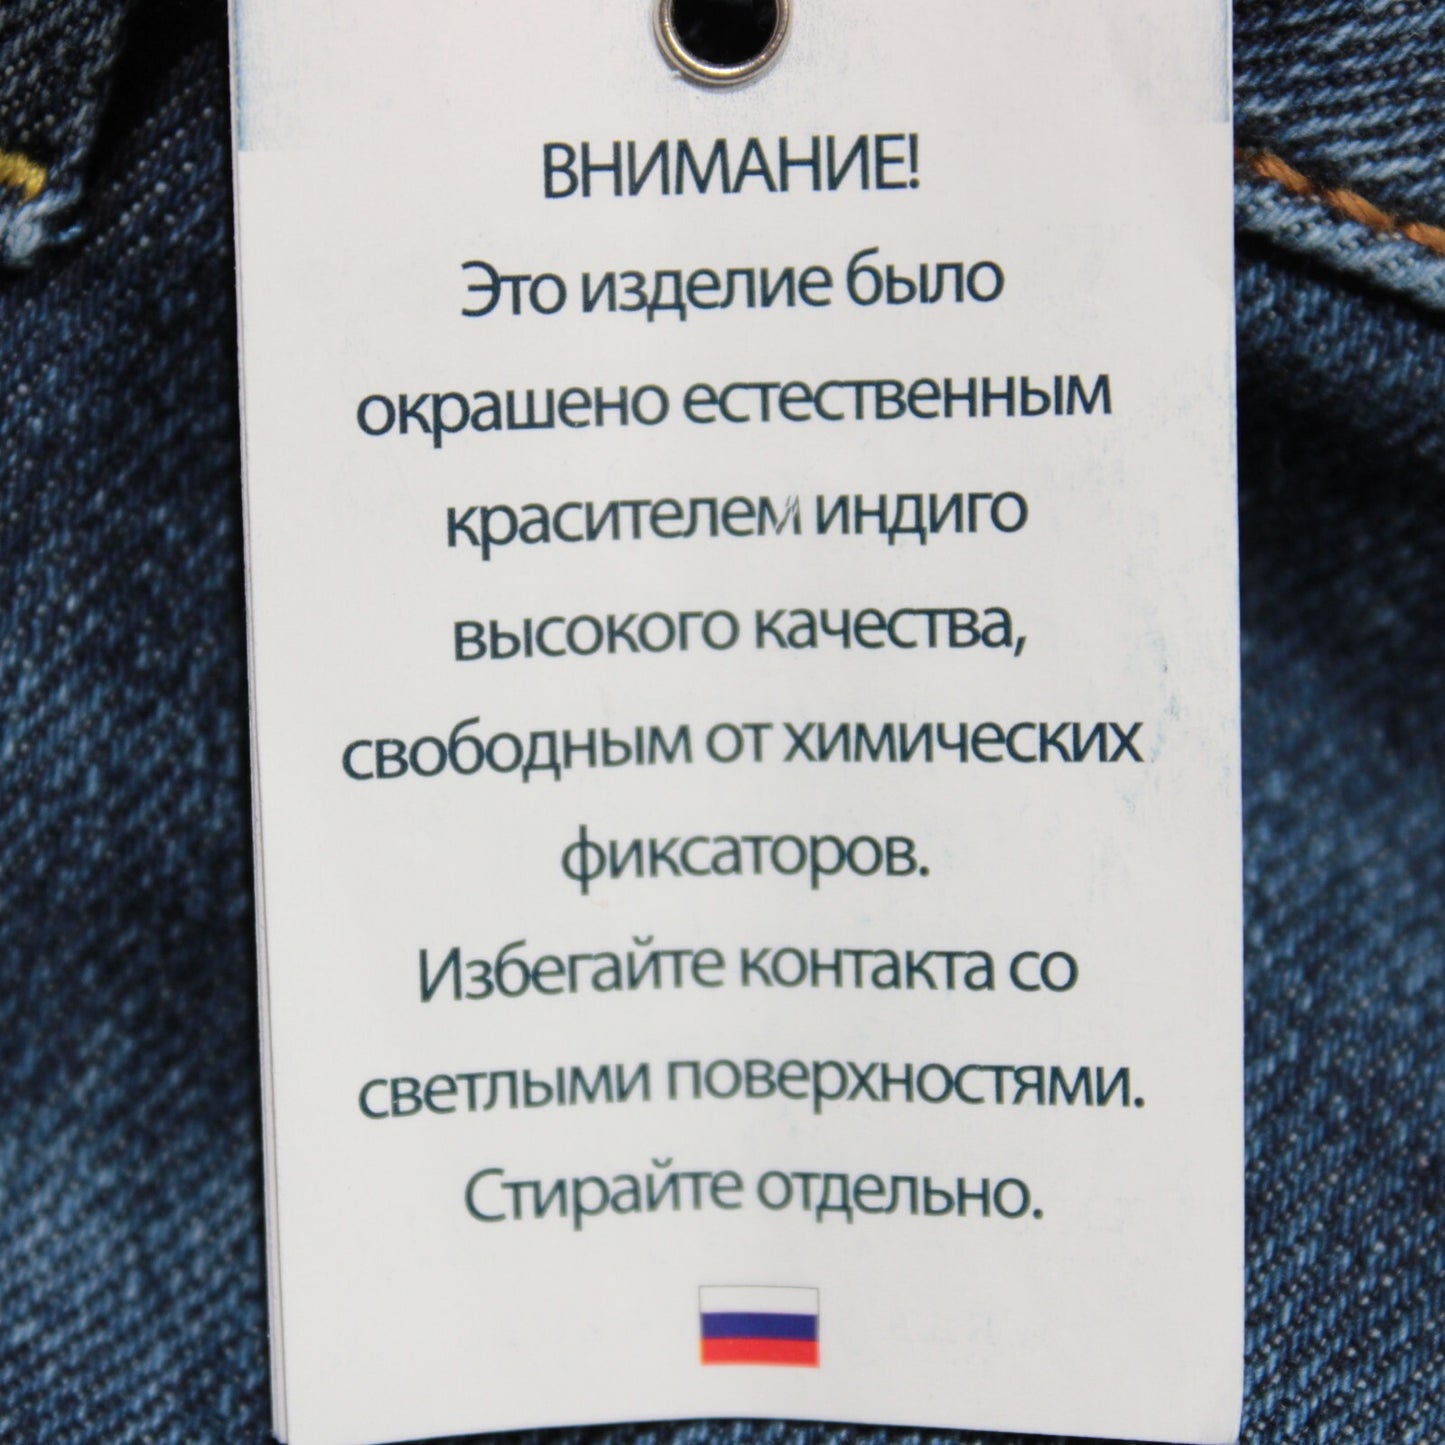 ВНИМАНИЕ!
Это изделие было
окрашено естественным
красителем индиго
высокого качества,
свободным от химических
фиксаторов.
Избегайте контакта со
светлыми поверхностями.
Стирайте отдельно.